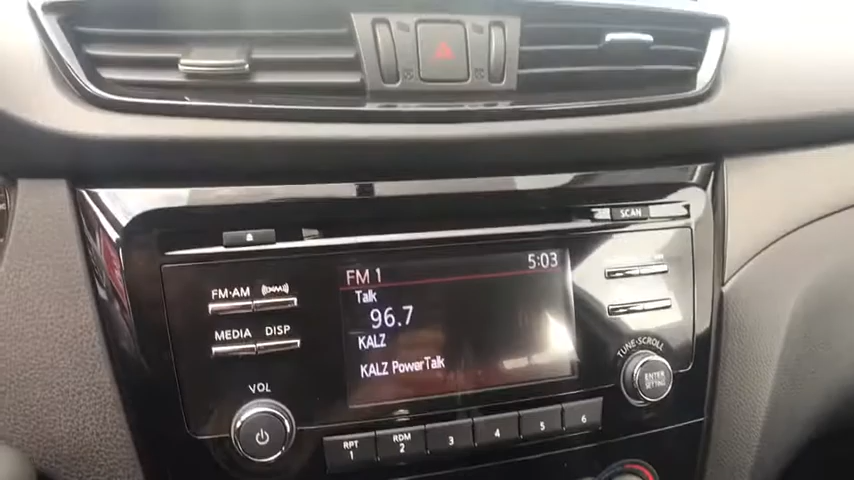 SCAN
FM 1 5:03
Talk
96.7
KALZ
KALZ PowerTalk
FM-AM (XM)
MEDIA DISP
VOL
TUNE·SCROLL
ENTER
SETTING
RPT
1
RDM
2
3
4
5
6